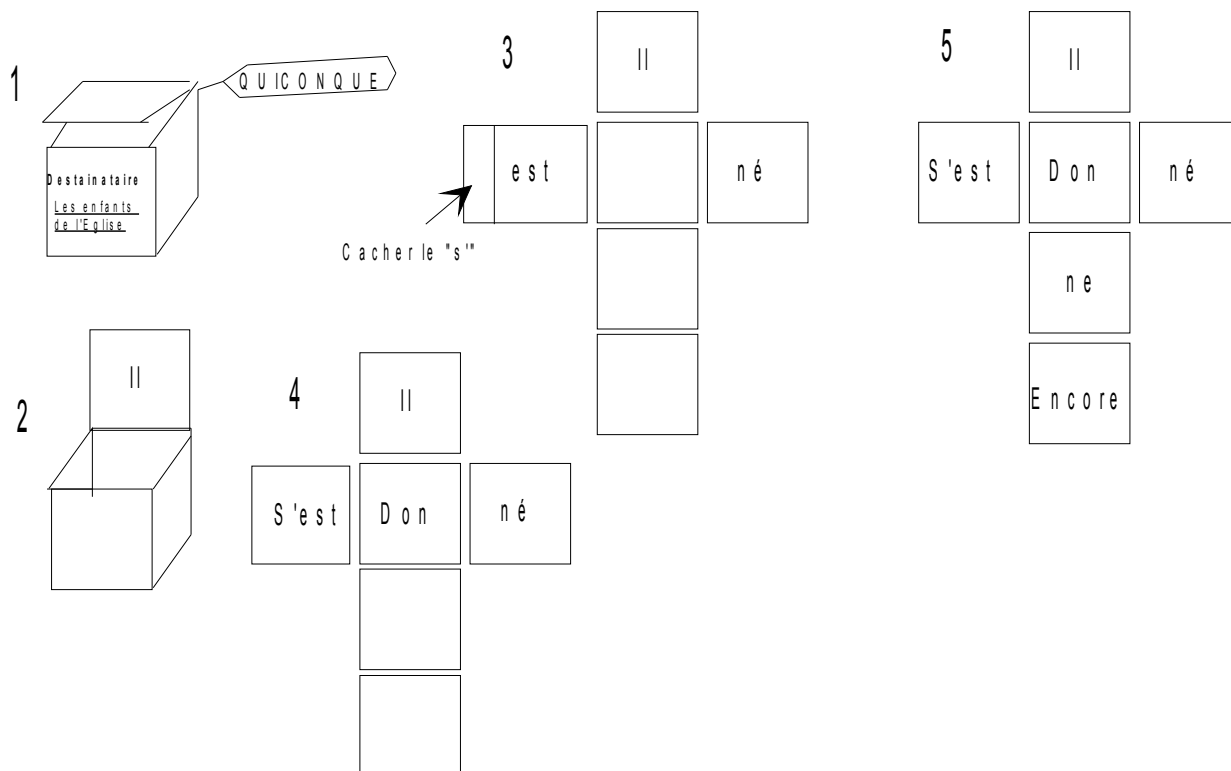 1
QUICONQUE
Destainataire
Les enfants
de l'Eglise
2
Il
3
Il
est
né
Cacher le "s'"
4
Il
S'est
Don
né
5
Il
S'est
Don
né
ne
Encore